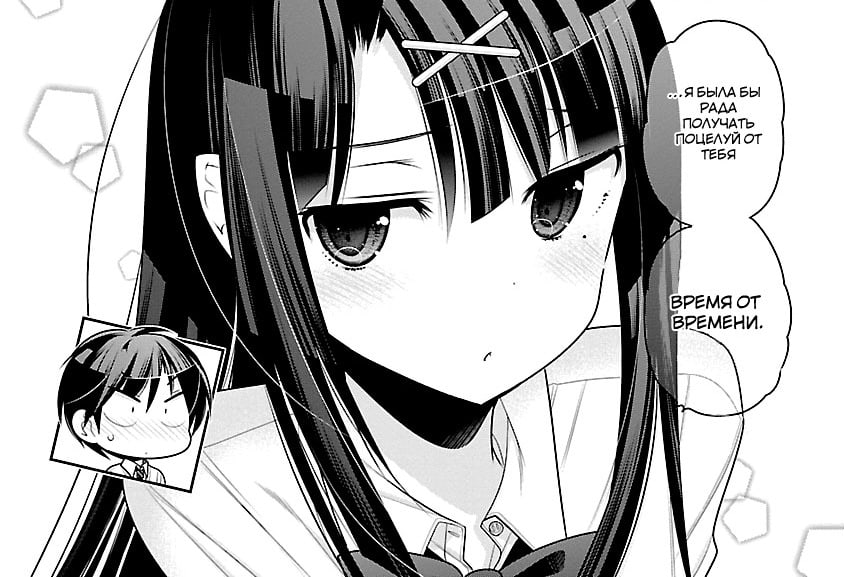 ...Я БЫЛА БЫ
РАДА
ПОЛУЧАТЬ
ПОЦЕЛУЙ ОТ
ТЕБЯ
ВРЕМЯ ОТ
ВРЕМЕНИ.